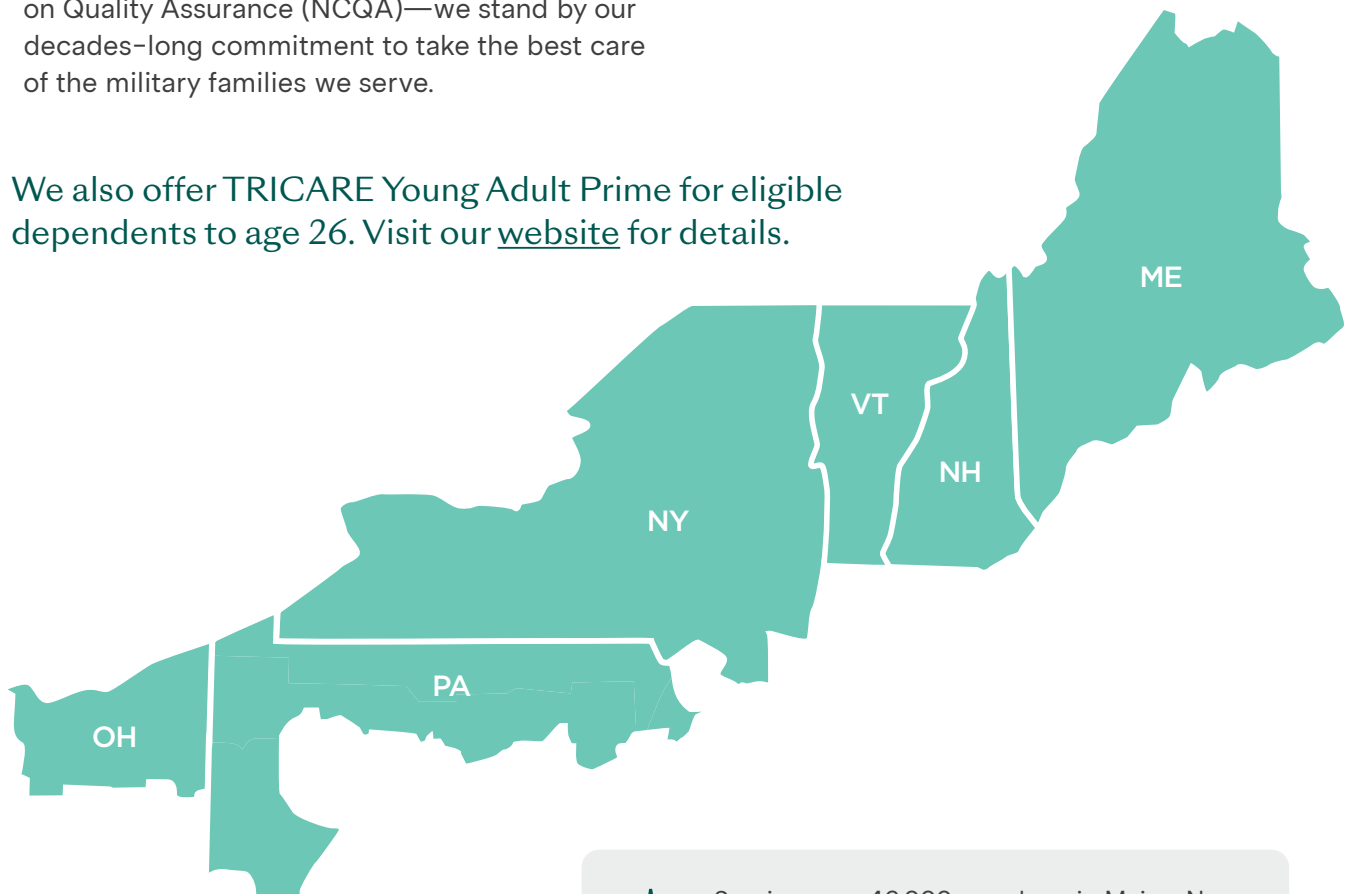 on Quality Assurance (NCQA)—we stand by our
decades-long commitment to take the best care
of the military families we serve.
We also offer TRICARE Young Adult Prime for eligible
dependents to age 26. Visit our website for details.
ME
VT
NH
NY
PA
OH